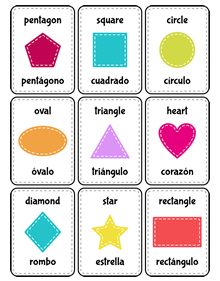 pentagon
pentágono
square
cuadrado
circle
círculo
oval
óvalo
triangle
triángulo
heart
corazón
diamond
rombo
star
estrella
rectangle
rectángulo